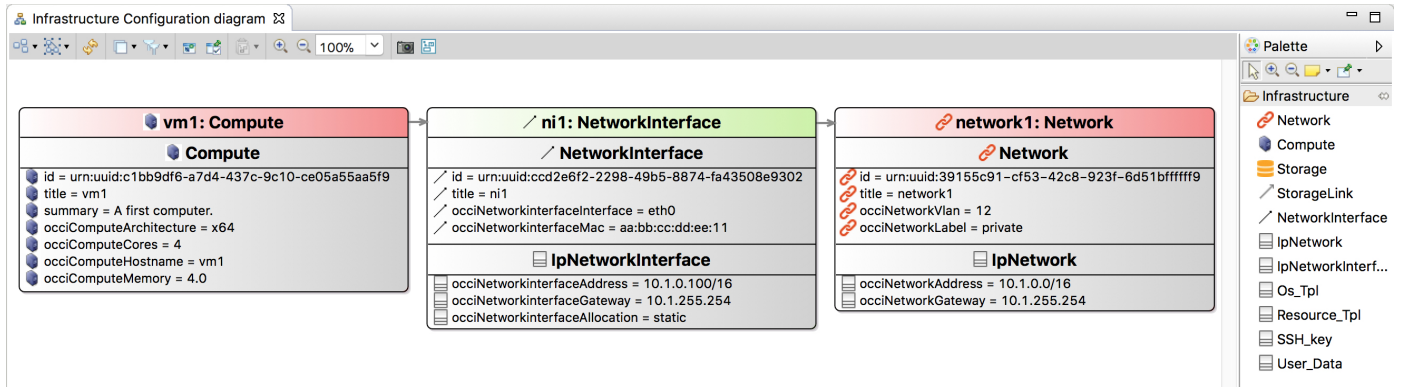 Infrastructure Configuration diagram
100%
Palette
vm1: Compute
Compute
id = urn:uuid:c1bb9df6-a7d4-437c-9c10-ce05a55aa5f9
title = vm1
summary = A first computer.
occiComputeArchitecture = x64
occiComputeCores = 4
occiComputeHostname = vm1
occiComputeMemory = 4.0
ni1: NetworkInterface
NetworkInterface
id = urn:uuid:ccd2e6f2-2298-49b5-8874-fa43508e9302
title = ni1
occiNetworkinterfaceInterface = eth0
occiNetworkinterfaceMac = aa:bb:cc:dd:ee:11
IpNetworkInterface
occiNetworkinterfaceAddress = 10.1.0.100/16
occiNetworkinterfaceGateway = 10.1.255.254
occiNetworkinterfaceAllocation = static
network1: Network
Network
id = urn:uuid:39155c91-cf53-42c8-923f-6d51bffffff9
title = network1
occiNetworkVlan = 12
occiNetworkLabel = private
IpNetwork
occiNetworkAddress = 10.1.0.0/16
occiNetworkGateway = 10.1.255.254
Infrastructure
Network
Compute
Storage
StorageLink
NetworkInterface
IpNetwork
IpNetworkInterf...
Os_Tpl
Resource_Tpl
SSH_key
User_Data